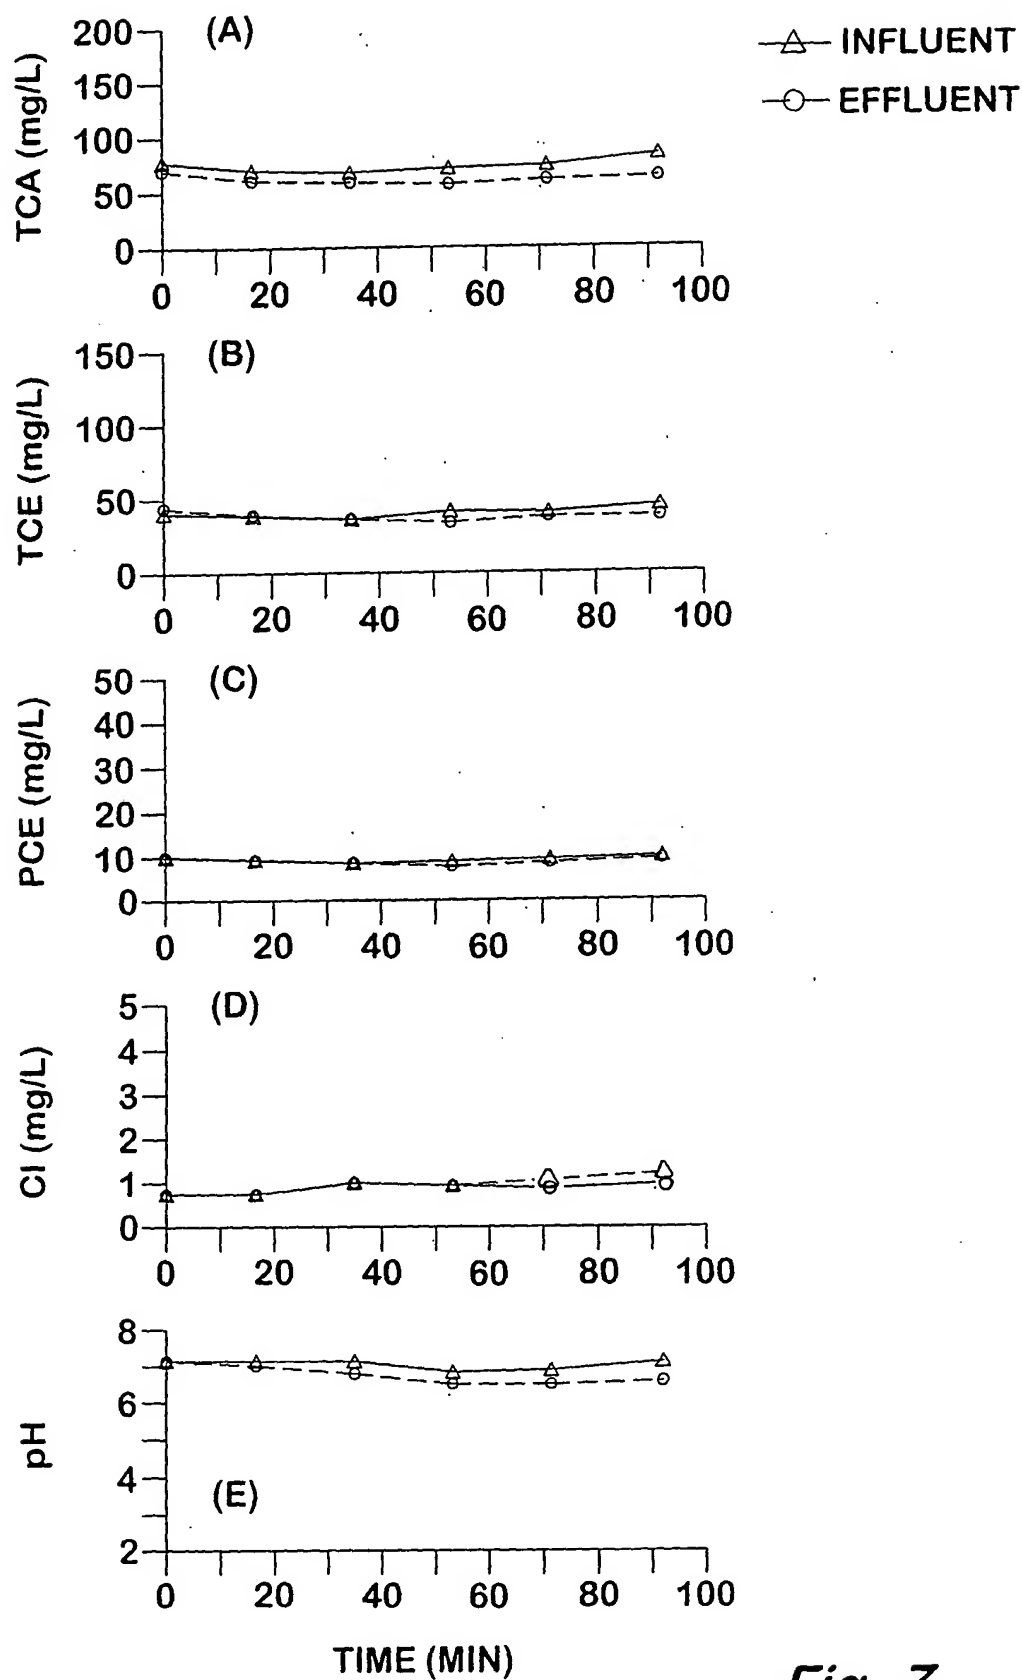 (A)
INFLUENT
EFFLUENT
TCA (mg/L)
200
150
100
50
0
0 20 40 60 80 100
(B)
TCE (mg/L)
150
100
50
0
0 20 40 60 80 100
(C)
PCE (mg/L)
50
40
30
20
10
0
0 20 40 60 80 100
(D)
Cl (mg/L)
5
4
3
2
1
0
0 20 40 60 80 100
pH
8
6
4
2
(E)
0 20 40 60 80 100
TIME (MIN)